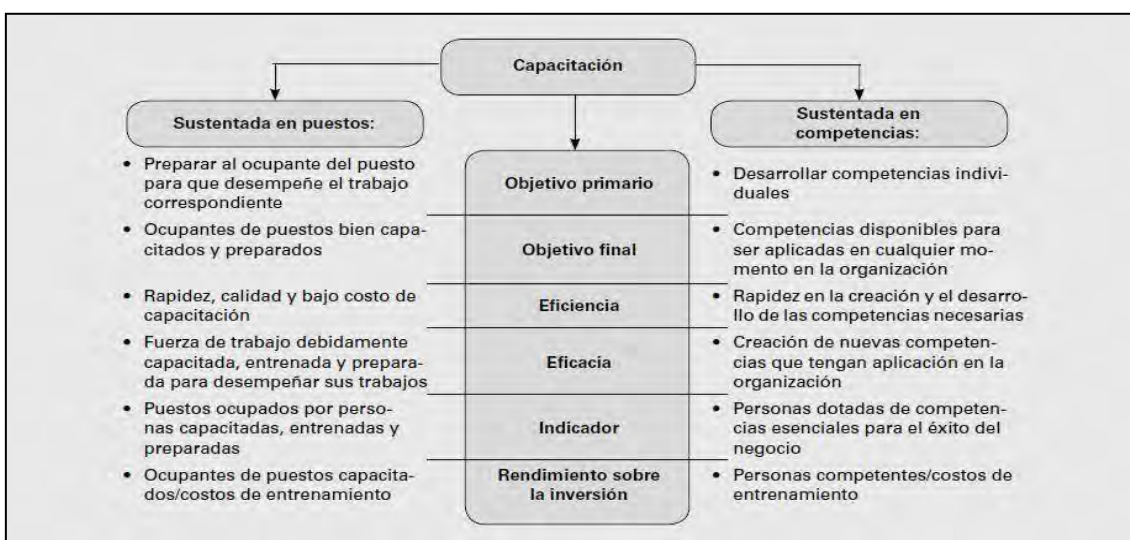 Capacitación
Sustentada en puestos:
Sustentada en
competencias:
• Preparar al ocupante del puesto
para que desempeñe el trabajo
correspondiente
Objetivo primario
• Desarrollar competencias indivi-
duales
• Ocupantes de puestos bien capa-
citados y preparados
Objetivo final
• Competencias disponibles para
ser aplicadas en cualquier mo-
mento en la organización
• Rapidez, calidad y bajo costo de
capacitación
Eficiencia
• Rapidez en la creación y el desarro-
llo de las competencias necesarias
• Fuerza de trabajo debidamente
capacitada, entrenada y prepara-
da para desempeñar sus trabajos
Eficacia
• Creación de nuevas competen-
cias que tengan aplicación en la
organización
• Puestos ocupados por perso-
nas capacitadas, entrenadas y
preparadas
Indicador
• Personas dotadas de competen-
cias esenciales para el éxito del
negocio
• Ocupantes de puestos capacita-
dos/costos de entrenamiento
Rendimiento sobre
la inversión
• Personas competentes/costos de
entrenamiento